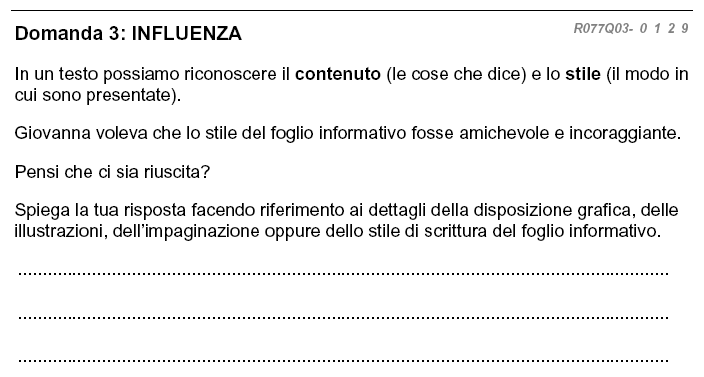 Domanda 3: INFLUENZA
R077Q03- 0 1 2 9
In un testo possiamo riconoscere il contenuto (le cose che dice) e lo stile (il modo in
cui sono presentate).
Giovanna voleva che lo stile del foglio informativo fosse amichevole e incoraggiante.
Pensi che ci sia riuscita?
Spiega la tua risposta facendo riferimento ai dettagli della disposizione grafica, delle
illustrazioni, dell'impaginazione oppure dello stile di scrittura del foglio informativo.